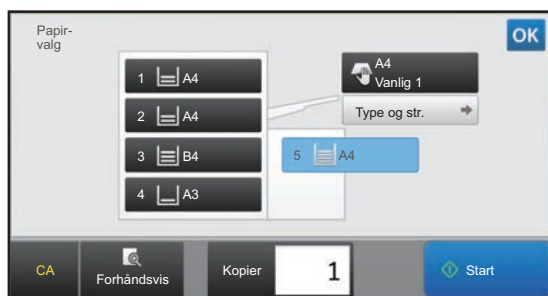 Papir-
valg
OK
1 A4
2 A4
3 B4
4 A3
A4
Vanlig 1
Type og str.
5 A4
CA
Forhåndsvis
Kopier
1
Start